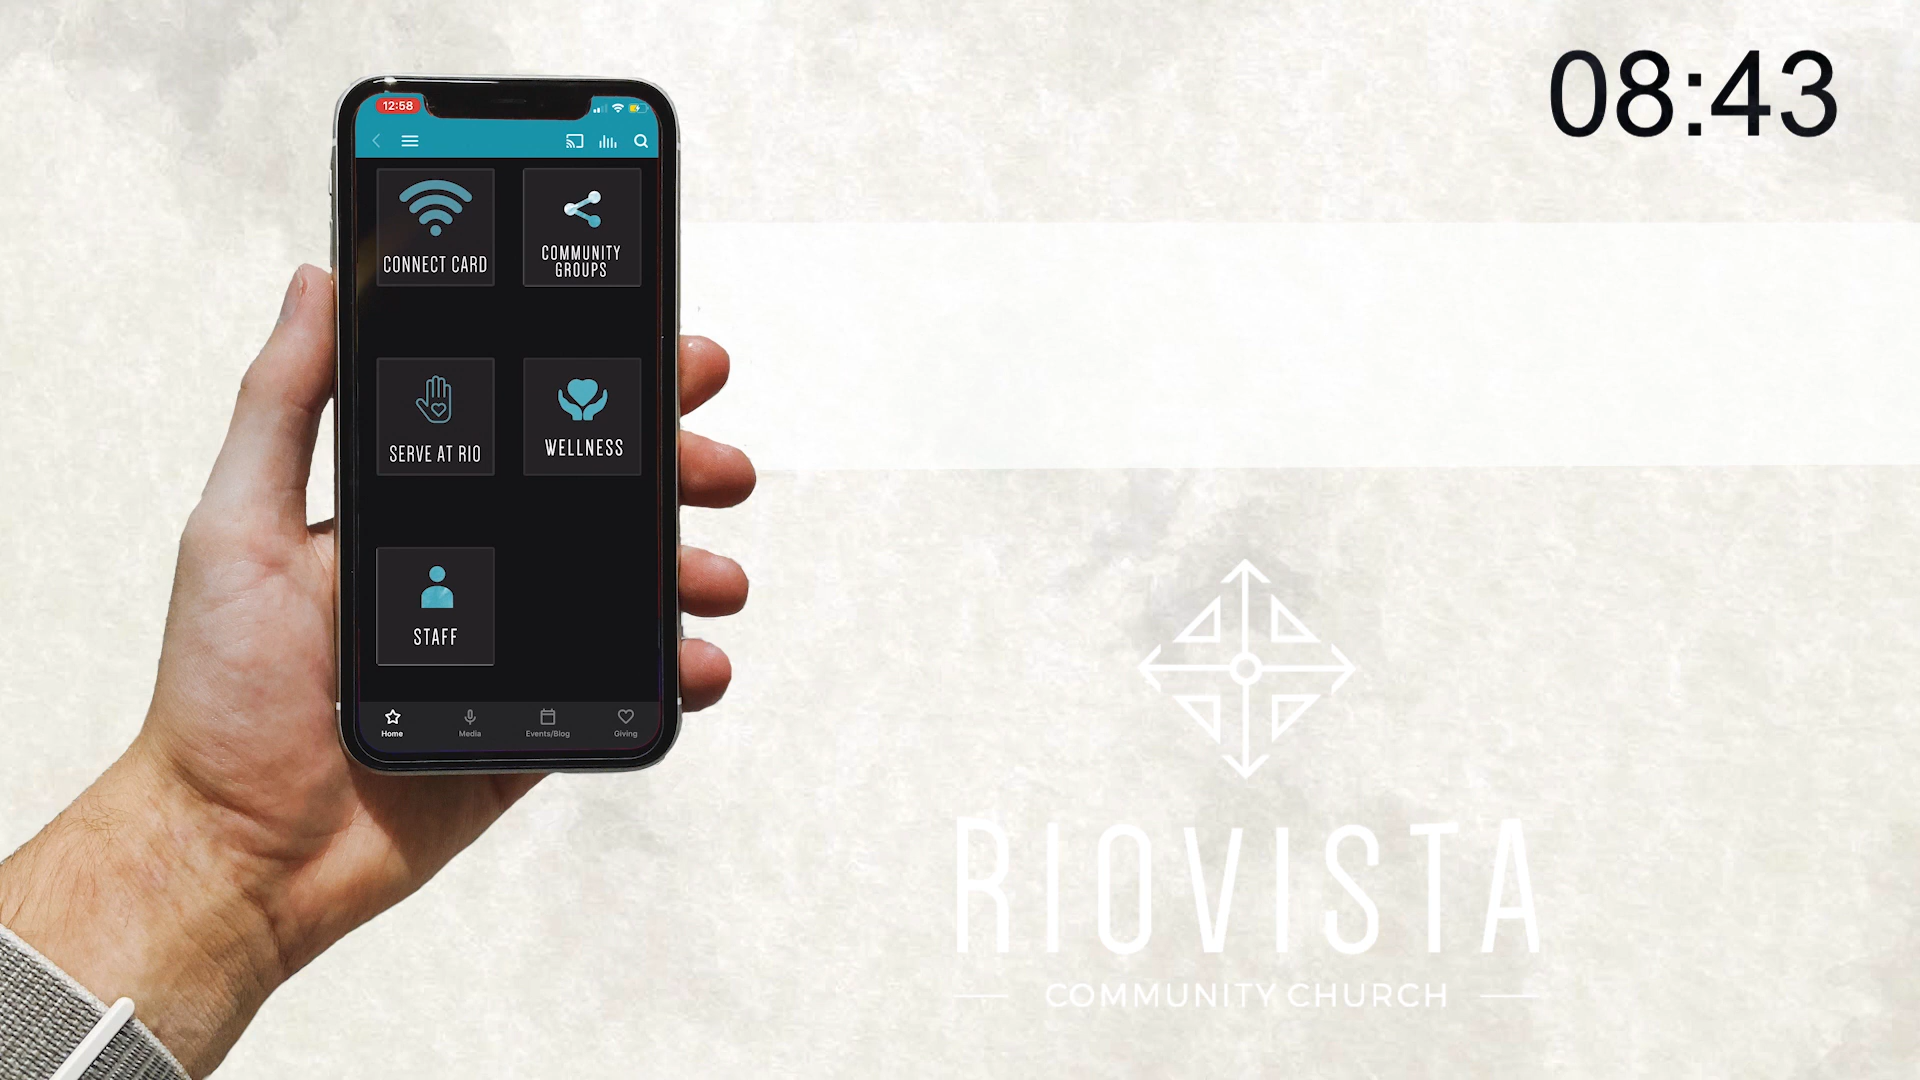 08:43
12:58
CONNECT CARD
COMMUNITY
GROUPS
SERVE AT RIO
WELLNESS
STAFF
Home
Media
Events/Blog
Giving
RIOVISTA
COMMUNITY CHURCH